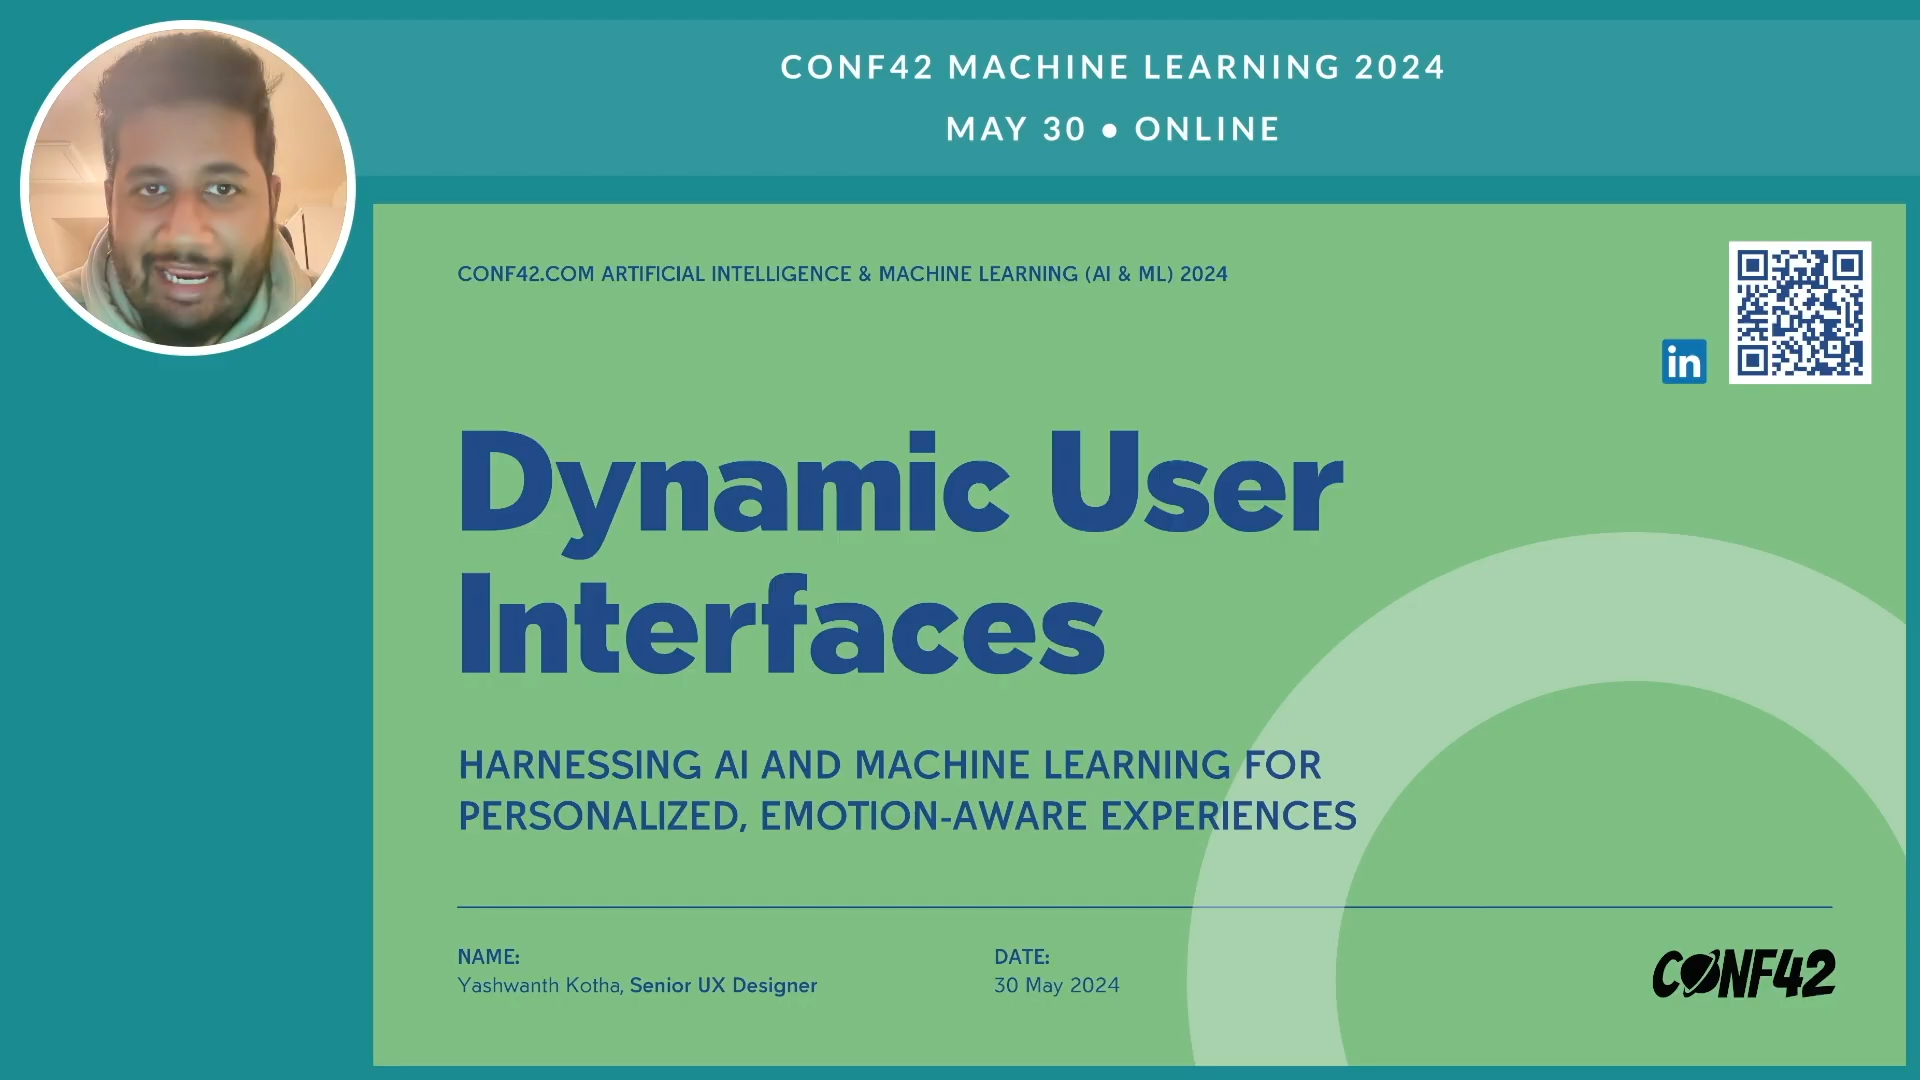 CONF42 MACHINE LEARNING 2024
MAY 30 • ONLINE
CONF42.COM ARTIFICIAL INTELLIGENCE & MACHINE LEARNING (AI & ML) 2024
in
Dynamic User
Interfaces
HARNESSING AI AND MACHINE LEARNING FOR
PERSONALIZED, EMOTION-AWARE EXPERIENCES
NAME:
Yashwanth Kotha, Senior UX Designer
DATE:
30 May 2024
CONF42